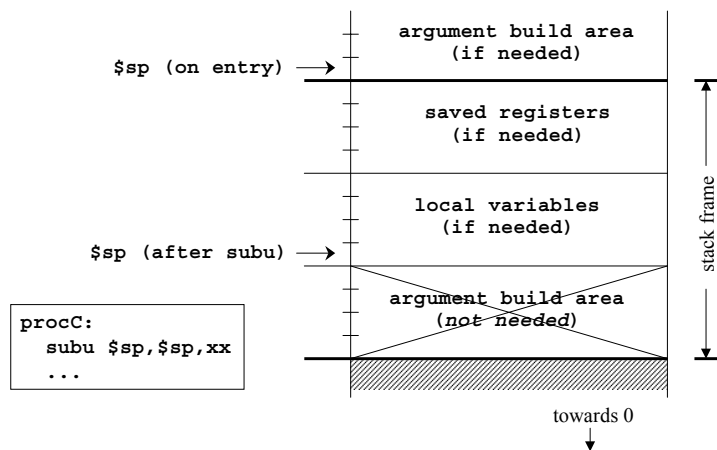 argument build area
(if needed)
$sp (on entry)
saved registers
(if needed)
local variables
(if needed)
$sp (after subu)
stack frame
argument build area
(not needed)
procC:
subu $sp,$sp,xx
...
towards 0